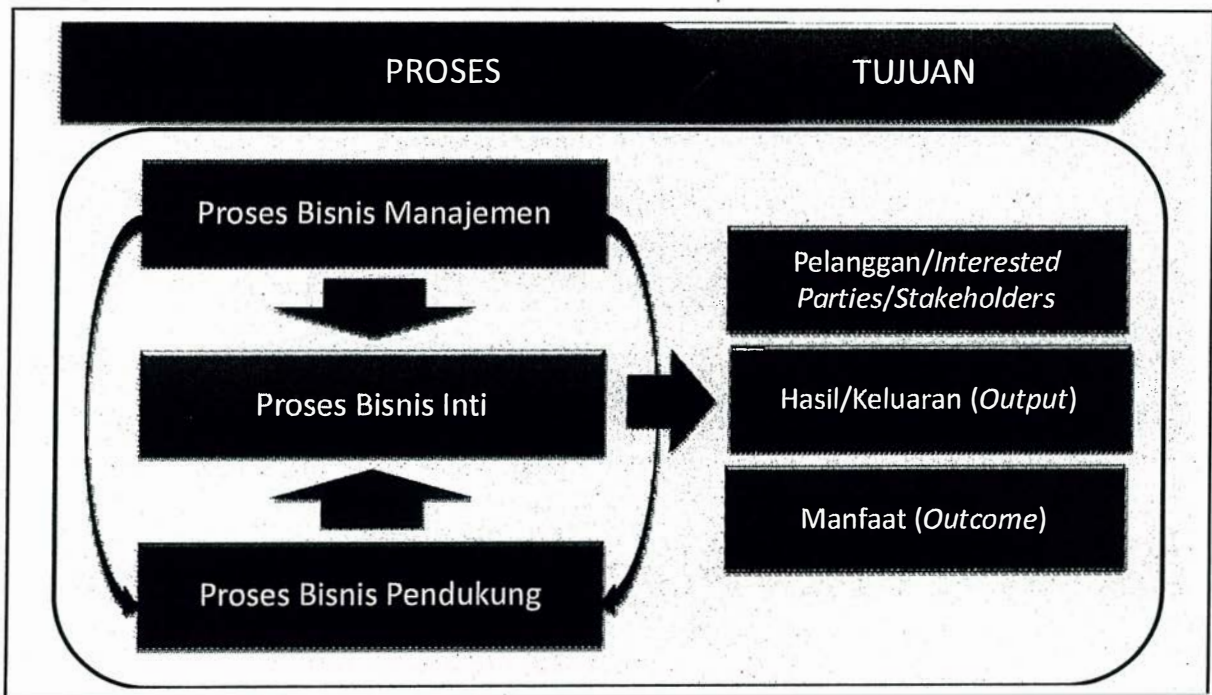 PROSES
TUJUAN
Proses Bisnis Manajemen
Proses Bisnis Inti
Proses Bisnis Pendukung
Pelanggan/Interested
Parties/Stakeholders
Hasil/Keluaran (Output)
Manfaat (Outcome)